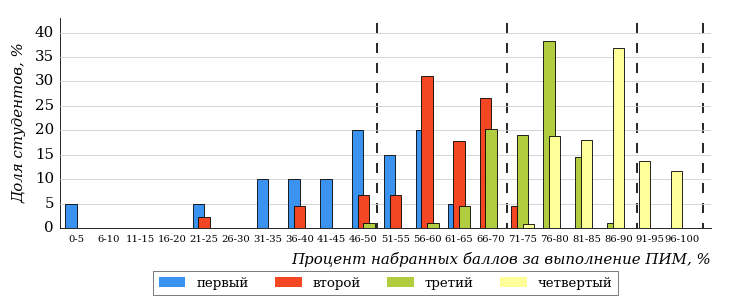 Доля студентов, %
40
35
30
25
20
15
10
5
0
0-5 6-10 11-15 16-20 21-25 26-30 31-35 36-40 41-45 46-50 51-55 56-60 61-65 66-70 71-75 76-80 81-85 86-90 91-95 96-100
Процент набранных баллов за выполнение ПИМ, %
первый второй третий четвертый